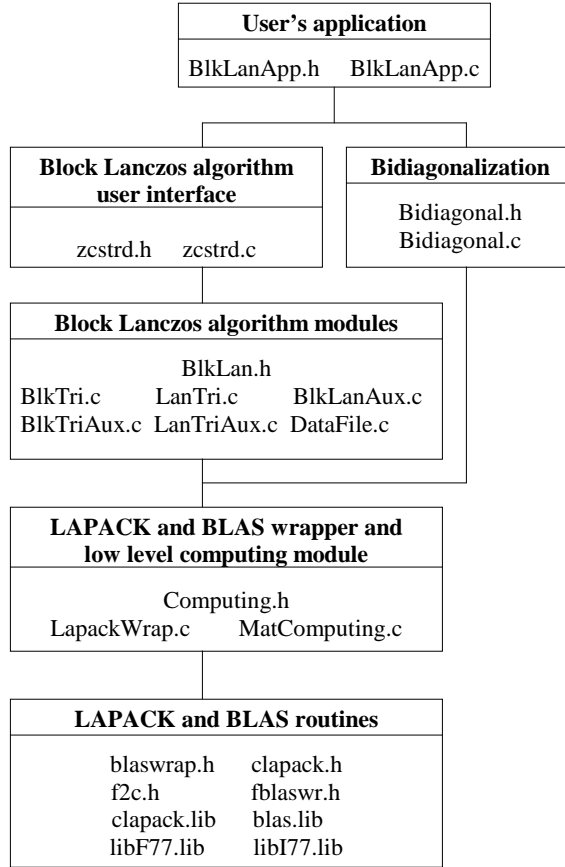 User's application
BlkLanApp.h BlkLanApp.c
Block Lanczos algorithm
user interface
zcstrd.h zcstrd.c
Bidiagonalization
Bidiagonal.h
Bidiagonal.c
Block Lanczos algorithm modules
BlkLan.h
BlkTri.c LanTri.c BlkLanAux.c
BlkTriAux.c LanTriAux.c DataFile.c
LAPACK and BLAS wrapper and
low level computing module
Computing.h
LapackWrap.c MatComputing.c
LAPACK and BLAS routines
blaswrap.h clapack.h
f2c.h fblaswr.h
clapack.lib blas.lib
libF77.lib libI77.lib